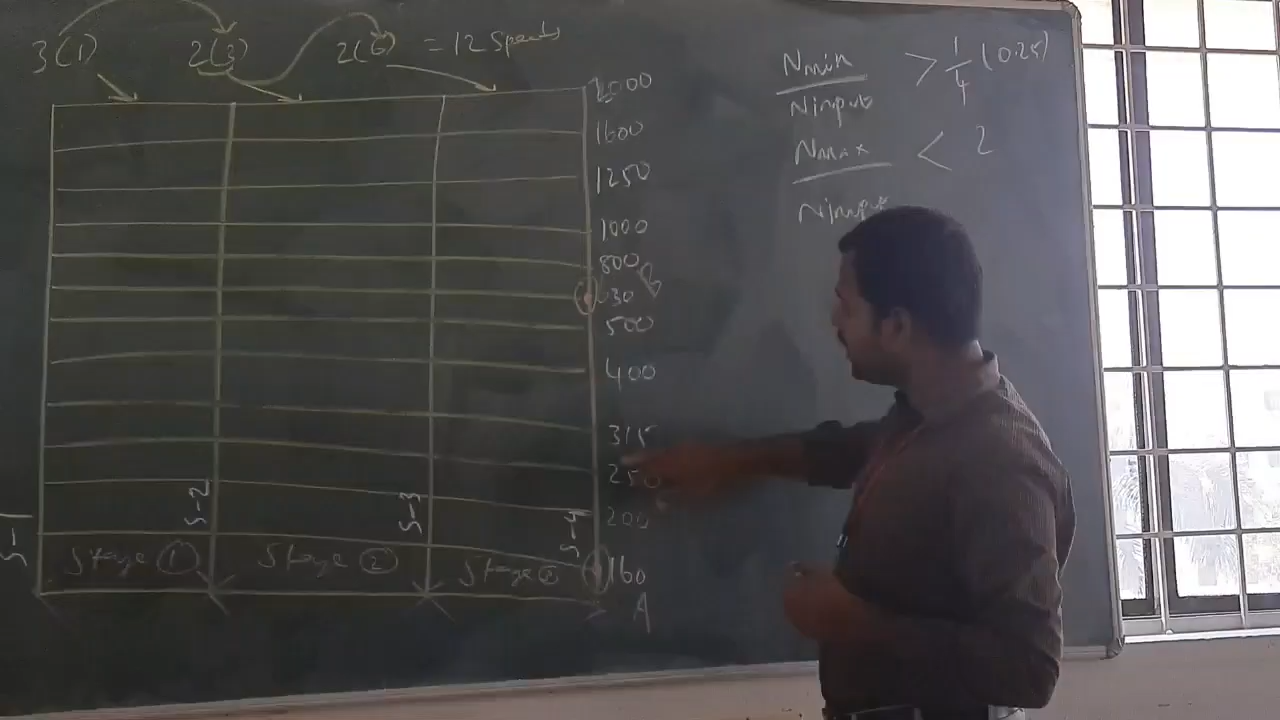 3(1) 2(3) 2(6) = 12 Speeds
Nmin > 1 (0.25)
Ninput 4
Nmax < 2
Ninput
2000
1600
1250
1000
800
630 B
500
400
315
250
200
160
A
S-1
S-2
S-3
S-4
Stage ①
Stage ②
Stage ③